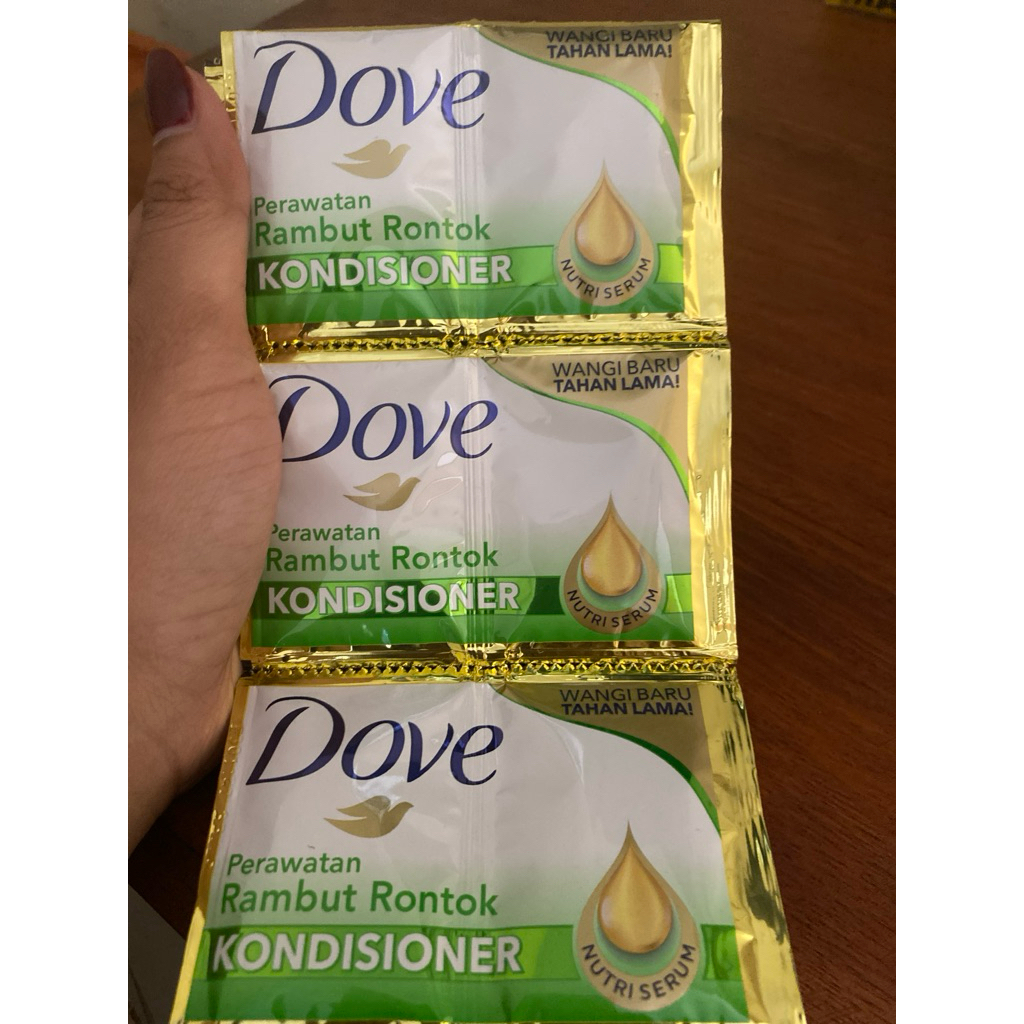 WANGI BARU
TAHAN LAMA!
Dove
Perawatan
Rambut Rontok
KONDISIONER
NUTRI SERUM
WANGI BARU
TAHAN LAMA!
Dove
Perawatan
Rambut Rontok
KONDISIONER
NUTRI SERUM
WANGI BARU
TAHAN LAMA!
Dove
Perawatan
Rambut Rontok
KONDISIONER
NUTRI SERUM